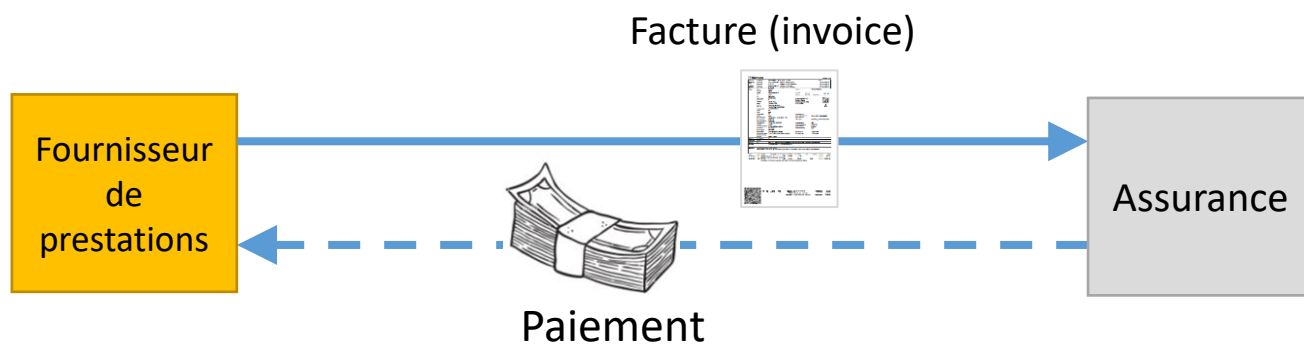 Facture (invoice)
Fournisseur
de
prestations
Assurance
Paiement